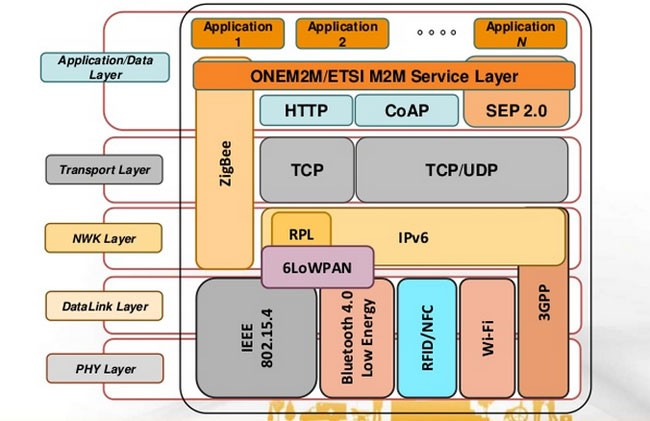 Application 1
Application 2
Application N
Application/Data Layer
ONEM2M/ETSI M2M Service Layer
HTTP
CoAP
SEP 2.0
ZigBee
Transport Layer
TCP
TCP/UDP
NWK Layer
RPL
IPv6
6LoWPAN
DataLink Layer
IEEE 802.15.4
Bluetooth 4.0 Low Energy
RFID/NFC
Wi-Fi
3GPP
PHY Layer